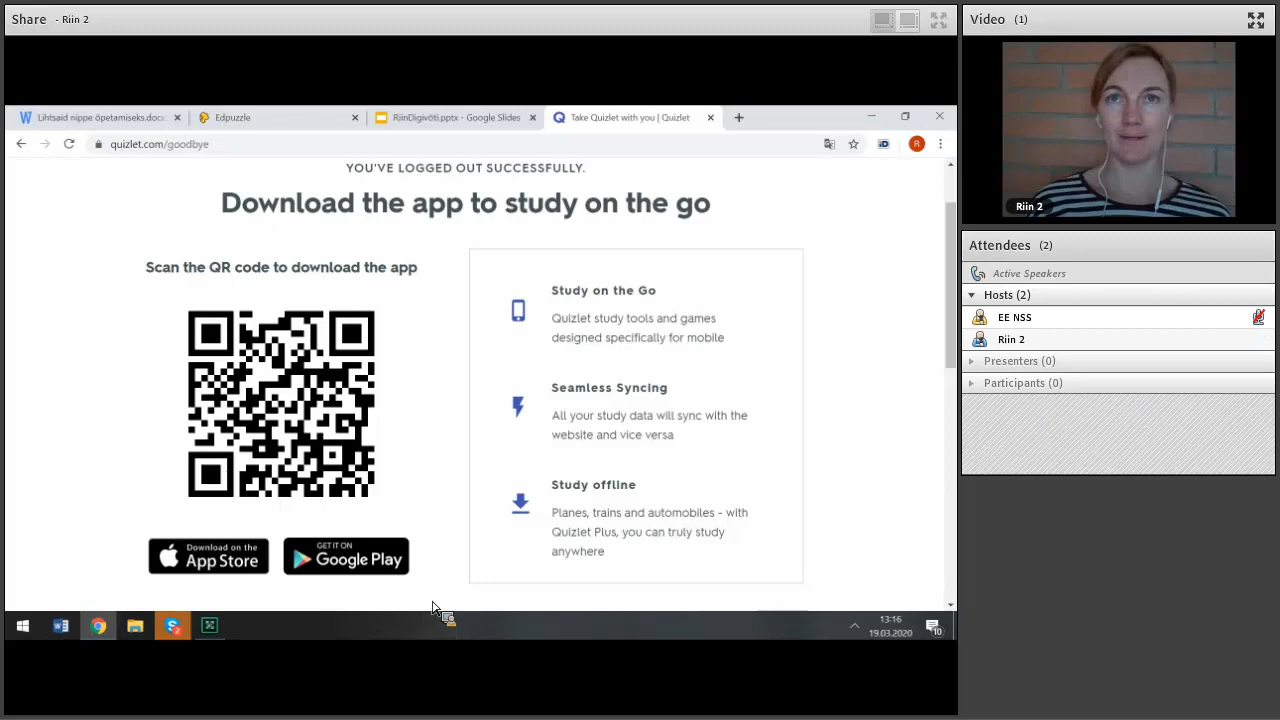 Share - Riin 2
Lihtsaid nippe õpetamiseks.docx
Edpuzzle
RiinDigivõti.pptx - Google Slides
Take Quizlet with you | Quizlet
quizlet.com/goodbye
YOU'VE LOGGED OUT SUCCESSFULLY.
Download the app to study on the go
Scan the QR code to download the app
Download on the
App Store
GET IT ON
Google Play
Study on the Go
Quizlet study tools and games
designed specifically for mobile
Seamless Syncing
All your study data will sync with the
website and vice versa
Study offline
Planes, trains and automobiles - with
Quizlet Plus, you can truly study
anywhere
13:16
19.03.2020
10
Video (1)
Riin 2
Attendees (2)
Active Speakers
Hosts (2)
EE NSS
Riin 2
Presenters (0)
Participants (0)